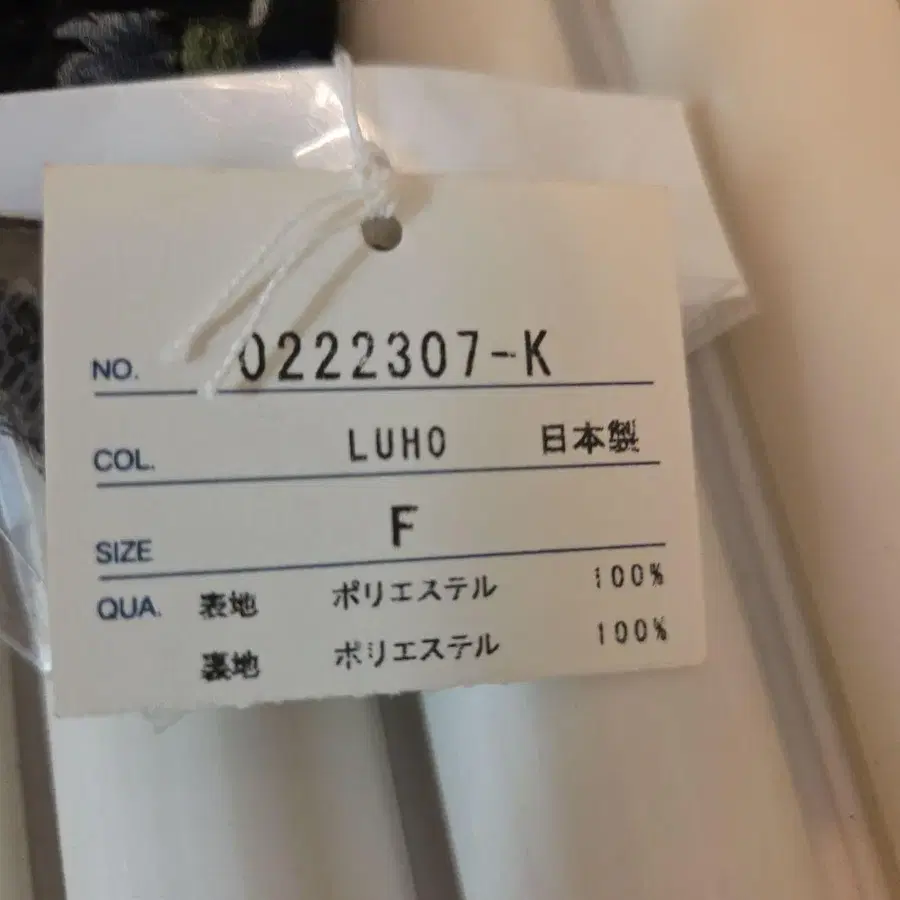 NO. 0222307-K
COL. LUHO 日本製
SIZE F
QUA. 表地 ポリエステル 100%
裏地 ポリエステル 100%